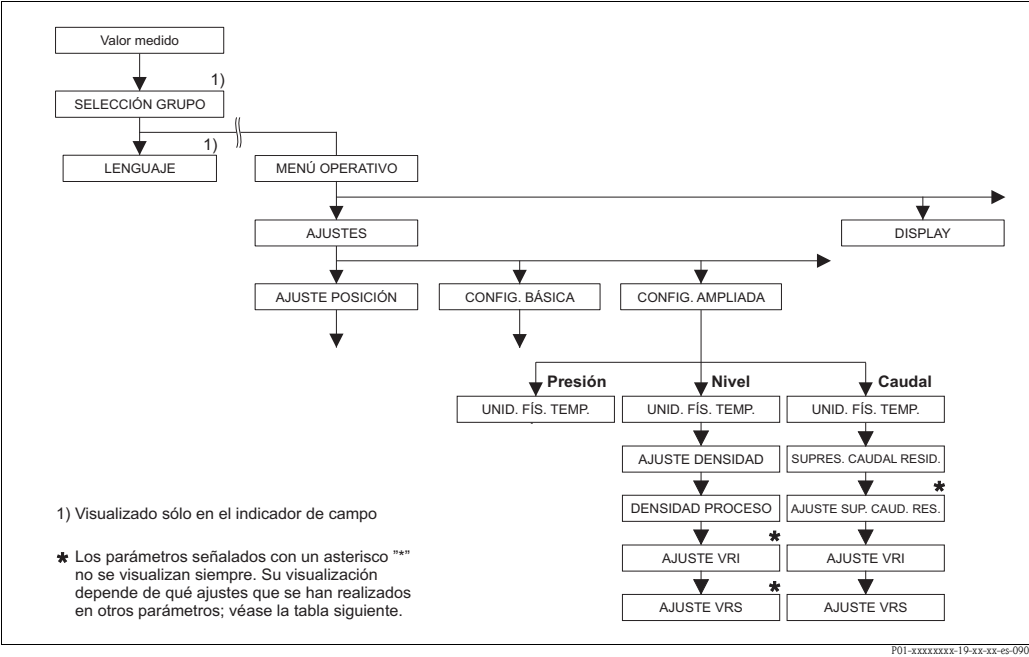 Valor medido
1)
SELECCIÓN GRUPO
1)
LENGUAJE
MENÚ OPERATIVO
AJUSTES
DISPLAY
AJUSTE POSICIÓN
CONFIG. BÁSICA
CONFIG. AMPLIADA
Presión
Nivel
Caudal
UNID. FÍS. TEMP.
UNID. FÍS. TEMP.
UNID. FÍS. TEMP.
AJUSTE DENSIDAD
SUPRES. CAUDAL RESID.
*
DENSIDAD PROCESO
AJUSTE SUP. CAUD. RES.
*
AJUSTE VRI
AJUSTE VRI
*
AJUSTE VRS
AJUSTE VRS
1) Visualizado sólo en el indicador de campo
* Los parámetros señalados con un asterisco "*"
no se visualizan siempre. Su visualización
depende de qué ajustes que se han realizados
en otros parámetros; véase la tabla siguiente.
P01-xxxxxxxx-19-xx-xx-es-090